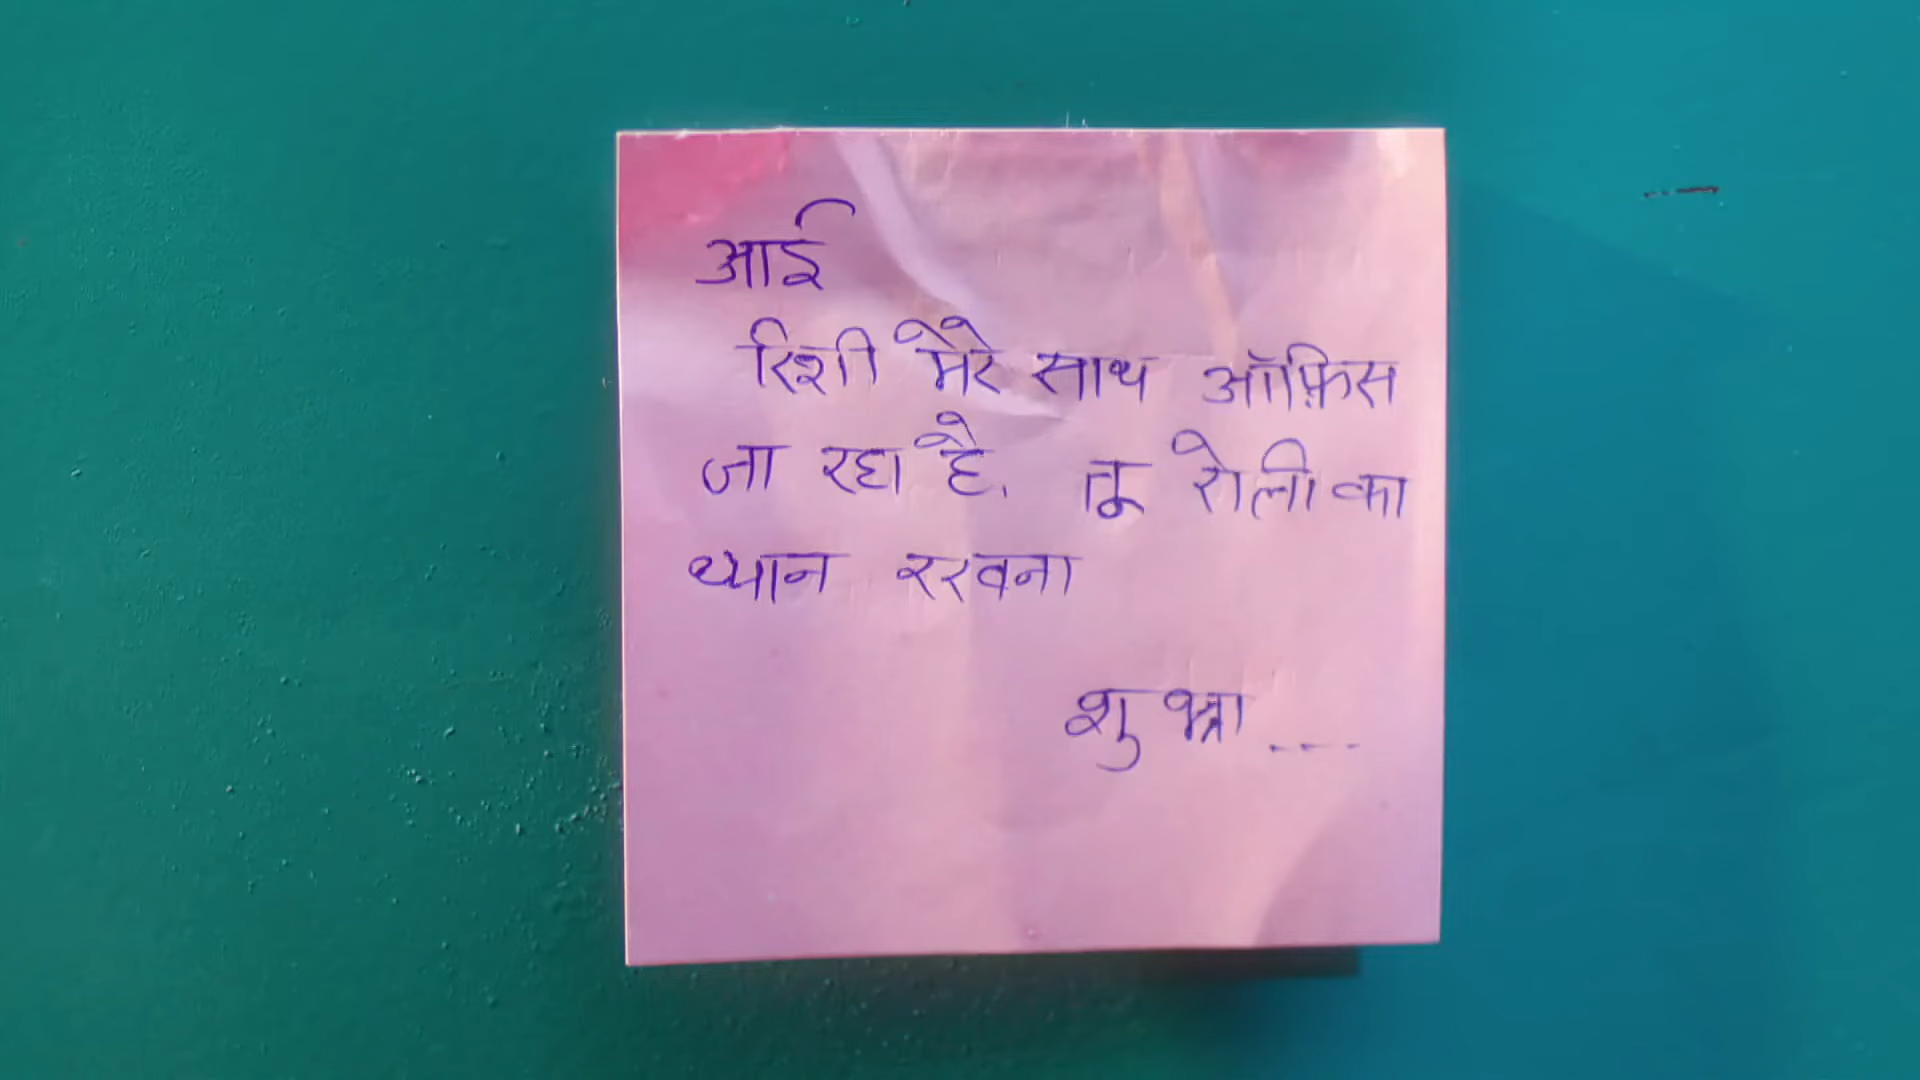 आई
रिशी मेरे साथ ऑफ़िस
जा रहा है. तू रोली का
ध्यान रखना
शुभ्रा ....